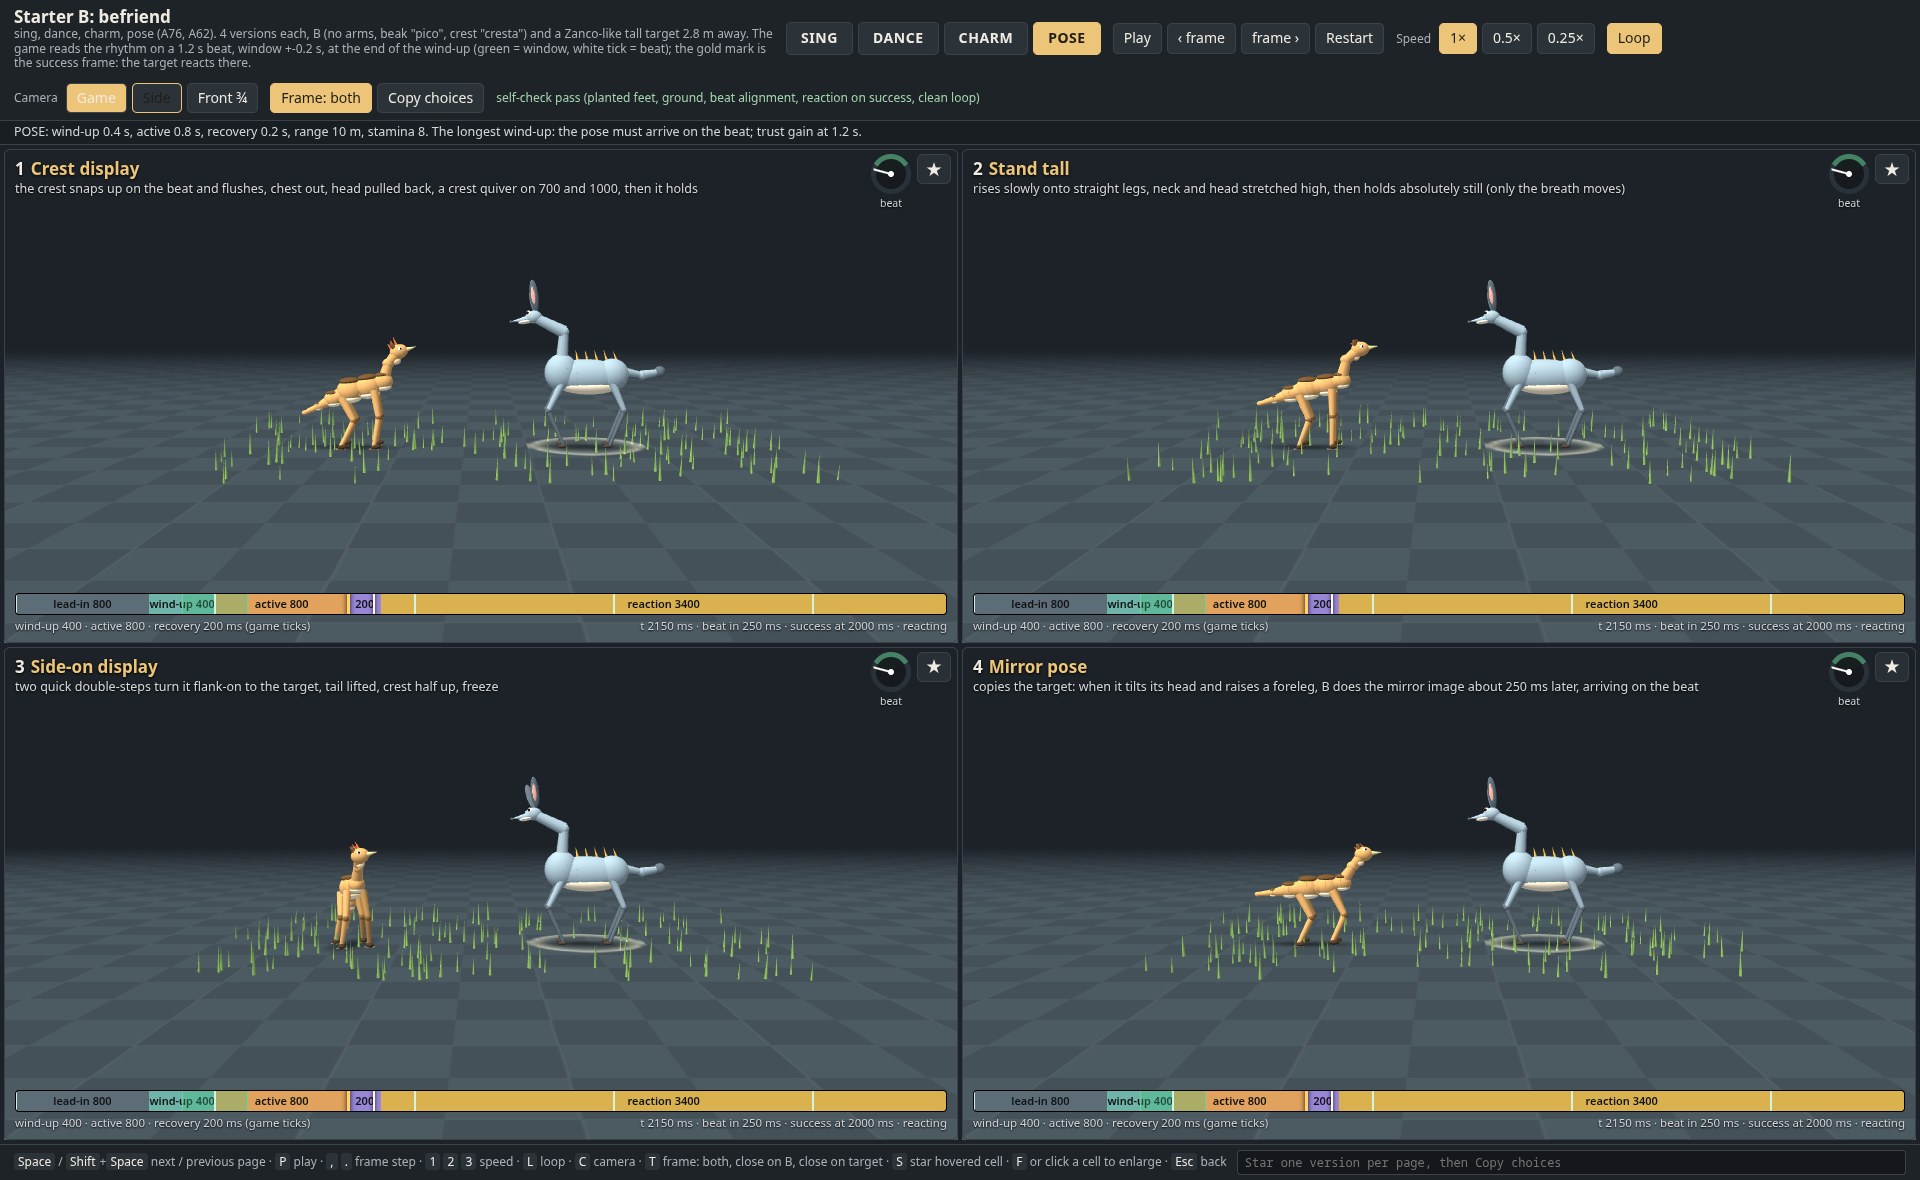 Starter B: befriend
sing, dance, charm, pose (A76, A62). 4 versions each, B (no arms, beak "pico", crest "cresta") and a Zanco-like tall target 2.8 m away. The
game reads the rhythm on a 1.2 s beat, window +-0.2 s, at the end of the wind-up (green = window, white tick = beat); the gold mark is
the success frame: the target reacts there.
SING DANCE CHARM POSE Play ‹ frame frame › Restart Speed 1× 0.5× 0.25× Loop
Camera Game Side Front ¾ Frame: both Copy choices self-check pass (planted feet, ground, beat alignment, reaction on success, clean loop)
POSE: wind-up 0.4 s, active 0.8 s, recovery 0.2 s, range 10 m, stamina 8. The longest wind-up: the pose must arrive on the beat; trust gain at 1.2 s.
1 Crest display
the crest snaps up on the beat and flushes, chest out, head pulled back, a crest quiver on 700 and 1000, then it holds
beat
★
lead-in 800 wind-up 400 active 800 200 reaction 3400
wind-up 400 · active 800 · recovery 200 ms (game ticks) t 2150 ms · beat in 250 ms · success at 2000 ms · reacting
2 Stand tall
rises slowly onto straight legs, neck and head stretched high, then holds absolutely still (only the breath moves)
beat
★
lead-in 800 wind-up 400 active 800 200 reaction 3400
wind-up 400 · active 800 · recovery 200 ms (game ticks) t 2150 ms · beat in 250 ms · success at 2000 ms · reacting
3 Side-on display
two quick double-steps turn it flank-on to the target, tail lifted, crest half up, freeze
beat
★
lead-in 800 wind-up 400 active 800 200 reaction 3400
wind-up 400 · active 800 · recovery 200 ms (game ticks) t 2150 ms · beat in 250 ms · success at 2000 ms · reacting
4 Mirror pose
copies the target: when it tilts its head and raises a foreleg, B does the mirror image about 250 ms later, arriving on the beat
beat
★
lead-in 800 wind-up 400 active 800 200 reaction 3400
wind-up 400 · active 800 · recovery 200 ms (game ticks) t 2150 ms · beat in 250 ms · success at 2000 ms · reacting
Space / Shift+Space next / previous page · P play · , . frame step · 1 2 3 speed · L loop · C camera · T frame: both, close on B, close on target · S star hovered cell · F or click a cell to enlarge · Esc back Star one version per page, then Copy choices